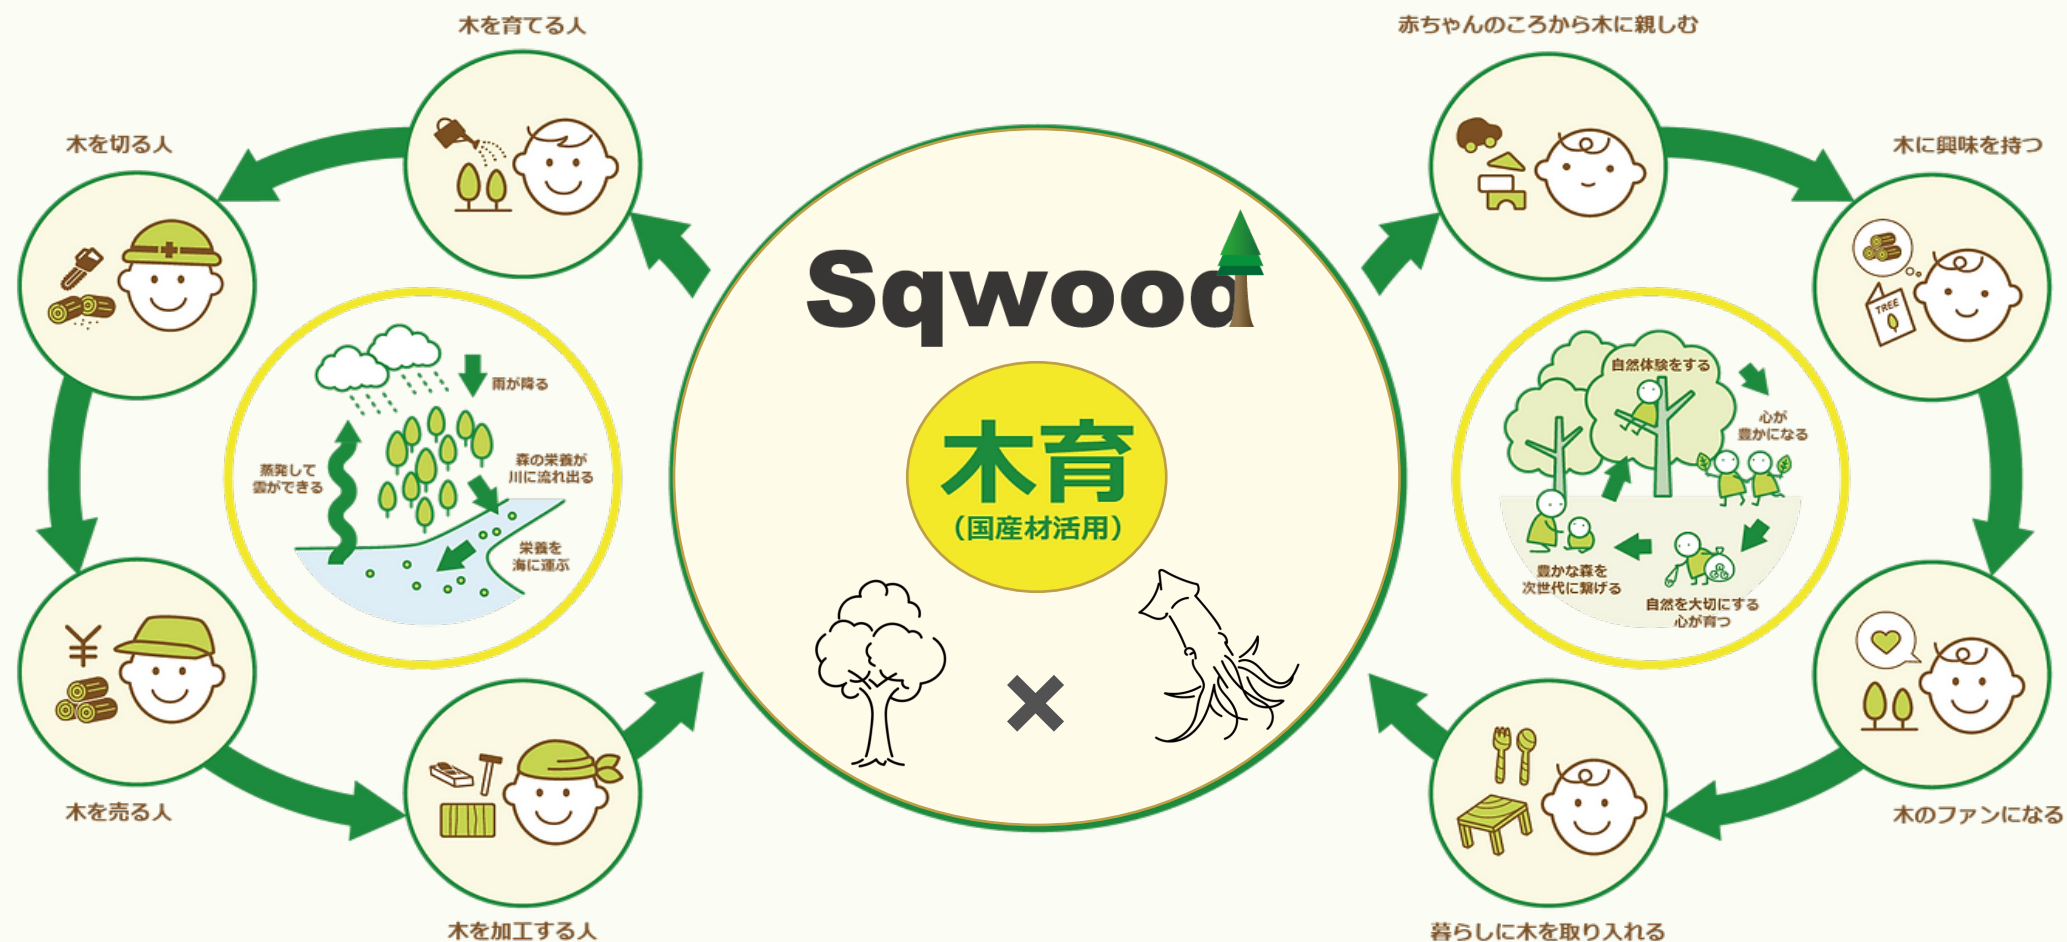 木を育てる人
木を切る人
木を売る人
木を加工する人
雨が降る
森の栄養が
川に流れ出る
栄養を
海に運ぶ
蒸発して
雲ができる
Sqwood
木育
（国産材活用）
×
赤ちゃんのころから木に親しむ
木に興味を持つ
TREE
木のファンになる
暮らしに木を取り入れる
自然体験をする
心が
豊かになる
自然を大切にする
心が育つ
豊かな森を
次世代に繋げる
¥